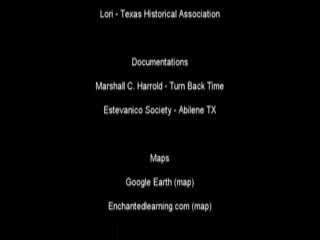 Lori - Texas Historical Association
Documentations
Marshall C. Harrold - Turn Back Time
Estevanico Society - Abilene TX
Maps
Google Earth (map)
Enchantedlearning.com (map)